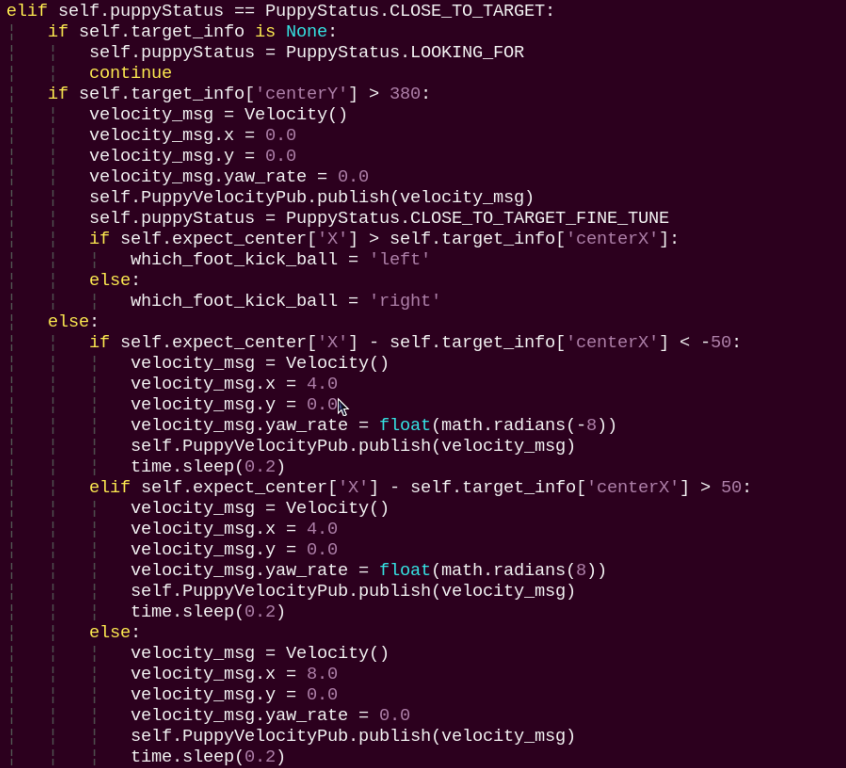 elif self.puppyStatus == PuppyStatus.CLOSE_TO_TARGET:
    if self.target_info is None:
        self.puppyStatus = PuppyStatus.LOOKING_FOR
        continue
    if self.target_info['centerY'] > 380:
        velocity_msg = Velocity()
        velocity_msg.x = 0.0
        velocity_msg.y = 0.0
        velocity_msg.yaw_rate = 0.0
        self.PuppyVelocityPub.publish(velocity_msg)
        self.puppyStatus = PuppyStatus.CLOSE_TO_TARGET_FINE_TUNE
        if self.expect_center['X'] > self.target_info['centerX']:
            which_foot_kick_ball = 'left'
        else:
            which_foot_kick_ball = 'right'
    else:
        if self.expect_center['X'] - self.target_info['centerX'] < -50:
            velocity_msg = Velocity()
            velocity_msg.x = 4.0
            velocity_msg.y = 0.0
            velocity_msg.yaw_rate = float(math.radians(-8))
            self.PuppyVelocityPub.publish(velocity_msg)
            time.sleep(0.2)
        elif self.expect_center['X'] - self.target_info['centerX'] > 50:
            velocity_msg = Velocity()
            velocity_msg.x = 4.0
            velocity_msg.y = 0.0
            velocity_msg.yaw_rate = float(math.radians(8))
            self.PuppyVelocityPub.publish(velocity_msg)
            time.sleep(0.2)
        else:
            velocity_msg = Velocity()
            velocity_msg.x = 8.0
            velocity_msg.y = 0.0
            velocity_msg.yaw_rate = 0.0
            self.PuppyVelocityPub.publish(velocity_msg)
            time.sleep(0.2)